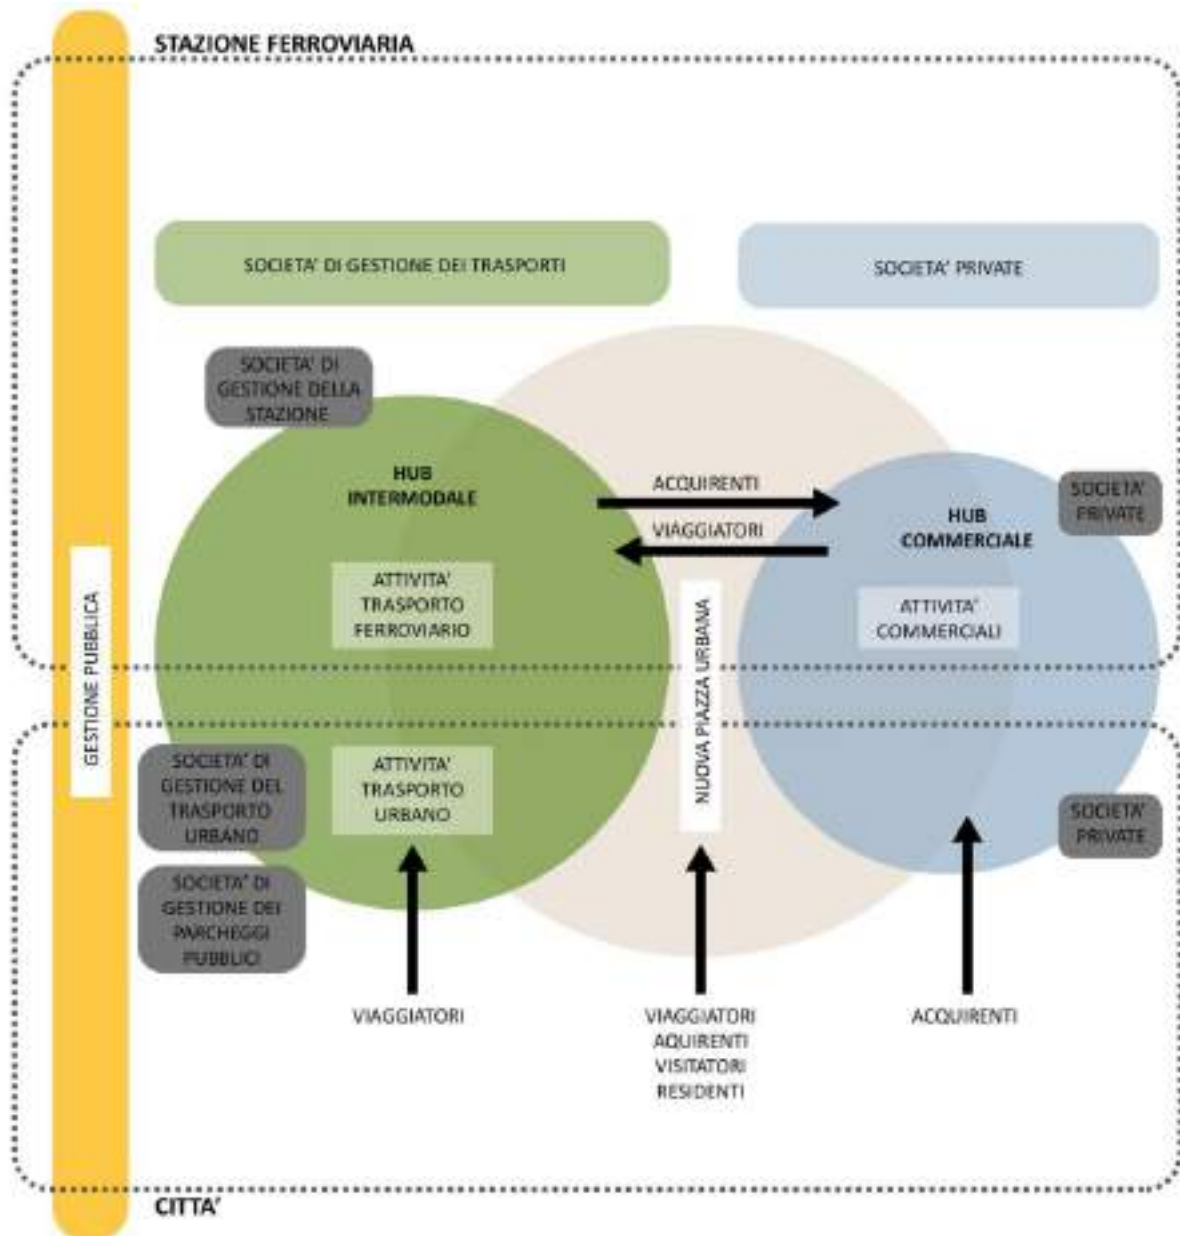 STAZIONE FERROVIARIA
SOCIETA' DI GESTIONE DEI TRASPORTI
SOCIETA' PRIVATE
SOCIETA' DI
GESTIONE DELLA
STAZIONE
HUB
INTERMODALE
ACQUIRENTI
VIAGGIATORI
HUB
COMMERCIALE
SOCIETA'
PRIVATE
ATTIVITA'
TRASPORTO
FERROVIARIO
ATTIVITA'
COMMERCIALI
GESTIONE PUBBLICA
NUOVA PIAZZA URBANA
SOCIETA' DI
GESTIONE DEL
TRASPORTO
URBANO
ATTIVITA'
TRASPORTO
URBANO
SOCIETA'
PRIVATE
SOCIETA' DI
GESTIONE DEI
PARCHEGGI
PUBBLICI
VIAGGIATORI
VIAGGIATORI
AQUIRENTI
VISITATORI
RESIDENTI
ACQUIRENTI
CITTA'